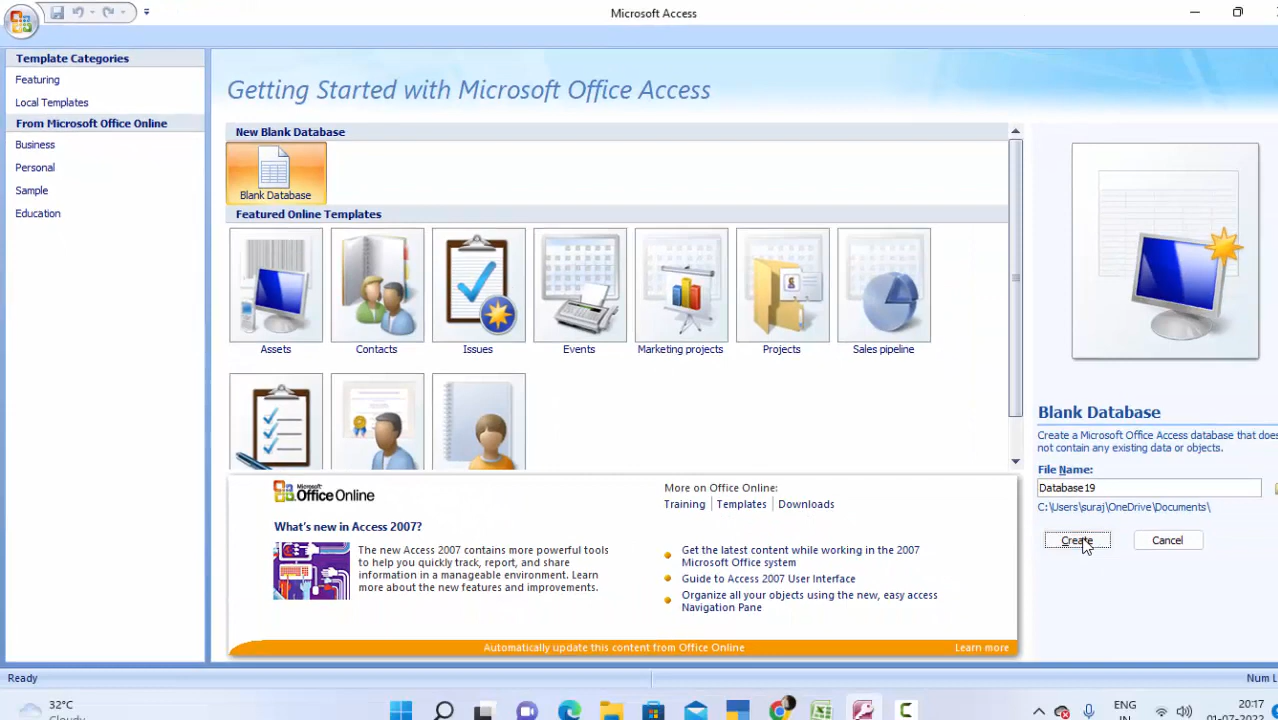 Microsoft Access
Template Categories
Featuring
Local Templates
From Microsoft Office Online
Business
Personal
Sample
Education
Getting Started with Microsoft Office Access
New Blank Database
Blank Database
Featured Online Templates
Assets
Contacts
Issues
Events
Marketing projects
Projects
Sales pipeline
Microsoft
Office Online
What's new in Access 2007?
The new Access 2007 contains more powerful tools
to help you quickly track, report, and share
information in a manageable environment. Learn
more about the new features and improvements.
More on Office Online:
Training | Templates | Downloads
Get the latest content while working in the 2007
Microsoft Office system
Guide to Access 2007 User Interface
Organize all your objects using the new, easy access
Navigation Pane
Automatically update this content from Office Online
Learn more
Blank Database
Create a Microsoft Office Access database that does
not contain any existing data or objects.
File Name:
Database19
C:\Users\suraj\OneDrive\Documents\
Create
Cancel
Ready
Num L
32°C
Cloudy
ENG
IN
20:17
01-07-2022